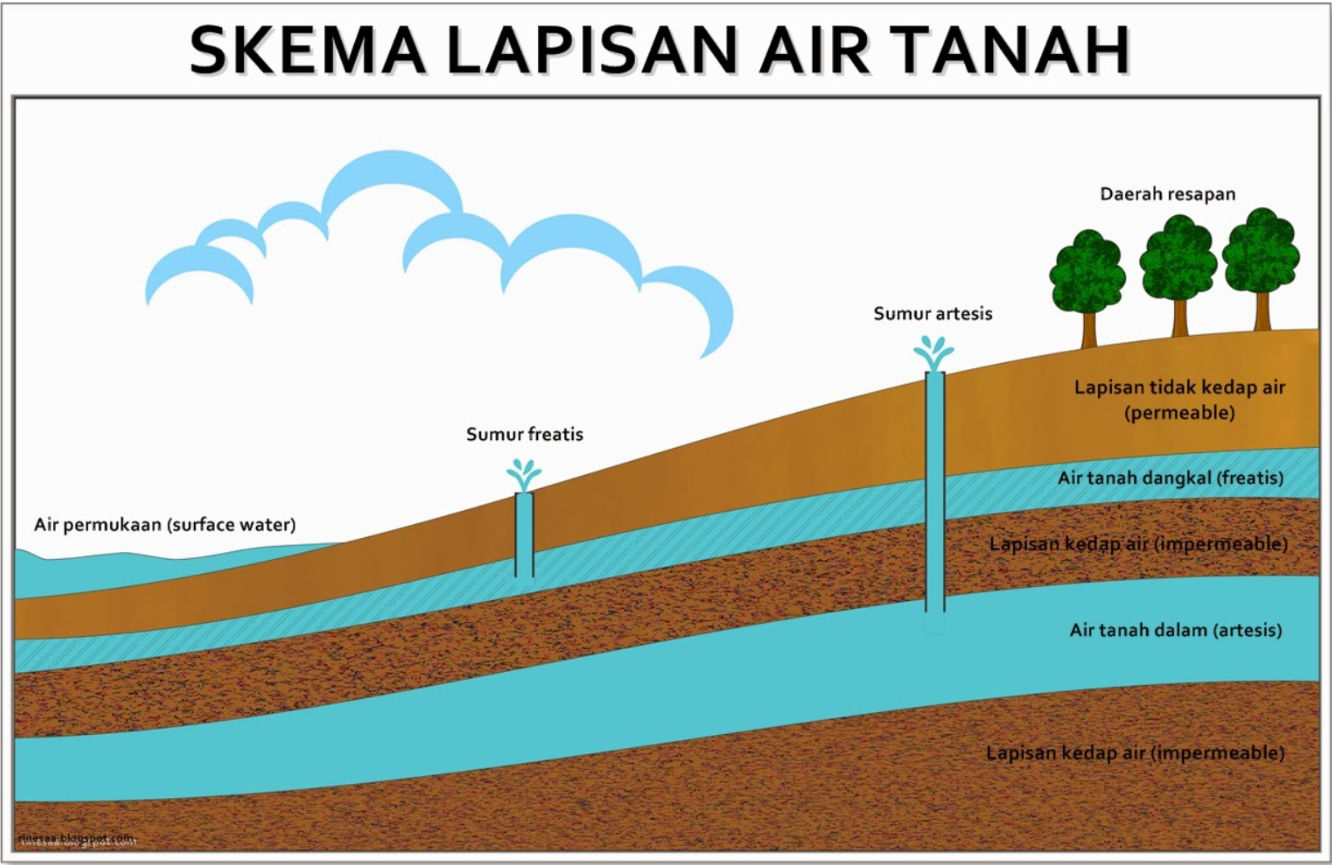 SKEMA LAPISAN AIR TANAH
Daerah resapan
Sumur artesis
Lapisan tidak kedap air
(permeable)
Sumur freatis
Air tanah dangkal (freatis)
Air permukaan (surface water)
Lapisan kedap air (impermeable)
Air tanah dalam (artesis)
Lapisan kedap air (impermeable)
rinesaa.blogspot.com